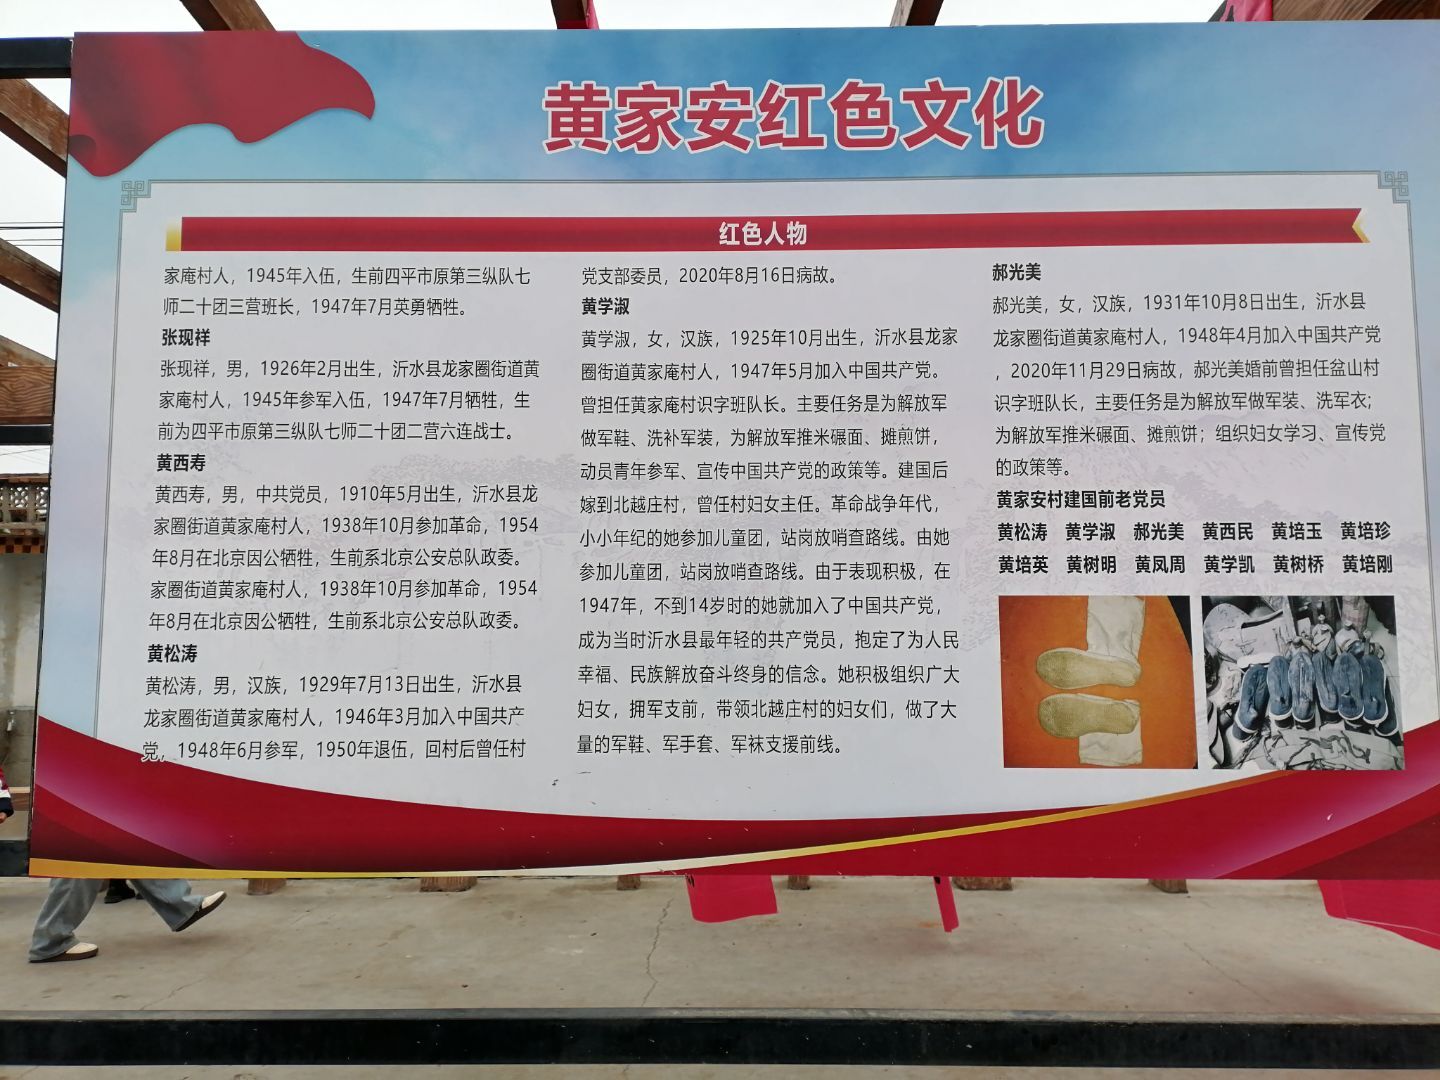 黄家安红色文化
红色人物
家庵村人，1945年入伍，生前四平市原第三纵队七
师二十团三营班长，1947年7月英勇牺牲。
张现祥
张现祥，男，1926年2月出生，沂水县龙家圈街道黄
家庵村人，1945年参军入伍，1947年7月牺牲，生
前为四平市原第三纵队七师二十团二营六连战士。
黄西寿
黄西寿，男，中共党员，1910年5月出生，沂水县龙
家圈街道黄家庵村人，1938年10月参加革命，1954
年8月在北京因公牺牲，生前系北京公安总队政委。
家圈街道黄家庵村人，1938年10月参加革命，1954
年8月在北京因公牺牲，生前系北京公安总队政委。
黄松涛
黄松涛，男，汉族，1929年7月13日出生，沂水县
龙家圈街道黄家庵村人，1946年3月加入中国共产
党，1948年6月参军，1950年退伍，回村后曾任村
党支部委员，2020年8月16日病故。
黄学淑
黄学淑，女，汉族，1925年10月出生，沂水县龙家
圈街道黄家庵村人，1947年5月加入中国共产党。
曾担任黄家庵村识字班队长。主要任务是为解放军
做军鞋、洗补军装，为解放军推米碾面、摊煎饼，
动员青年参军、宣传中国共产党的政策等。建国后
嫁到北越庄村，曾任村妇女主任。革命战争年代，
小小年纪的她参加儿童团，站岗放哨查路线。由她
参加儿童团，站岗放哨查路线。由于表现积极，在
1947年，不到14岁时的她就加入了中国共产党，
成为当时沂水县最年轻的共产党员，抱定了为人民
幸福、民族解放奋斗终身的信念。她积极组织广大
妇女，拥军支前，带领北越庄村的妇女们，做了大
量的军鞋、军手套、军袜支援前线。
郝光美
郝光美，女，汉族，1931年10月8日出生，沂水县
龙家圈街道黄家庵村人，1948年4月加入中国共产党
，2020年11月29日病故，郝光美婚前曾担任盆山村
识字班队长，主要任务是为解放军做军装、洗军衣；
为解放军推米碾面、摊煎饼；组织妇女学习、宣传党
的政策等。
黄家安村建国前老党员
黄松涛 黄学淑 郝光美 黄西民 黄培玉 黄培珍
黄培英 黄树明 黄凤周 黄学凯 黄树桥 黄培刚